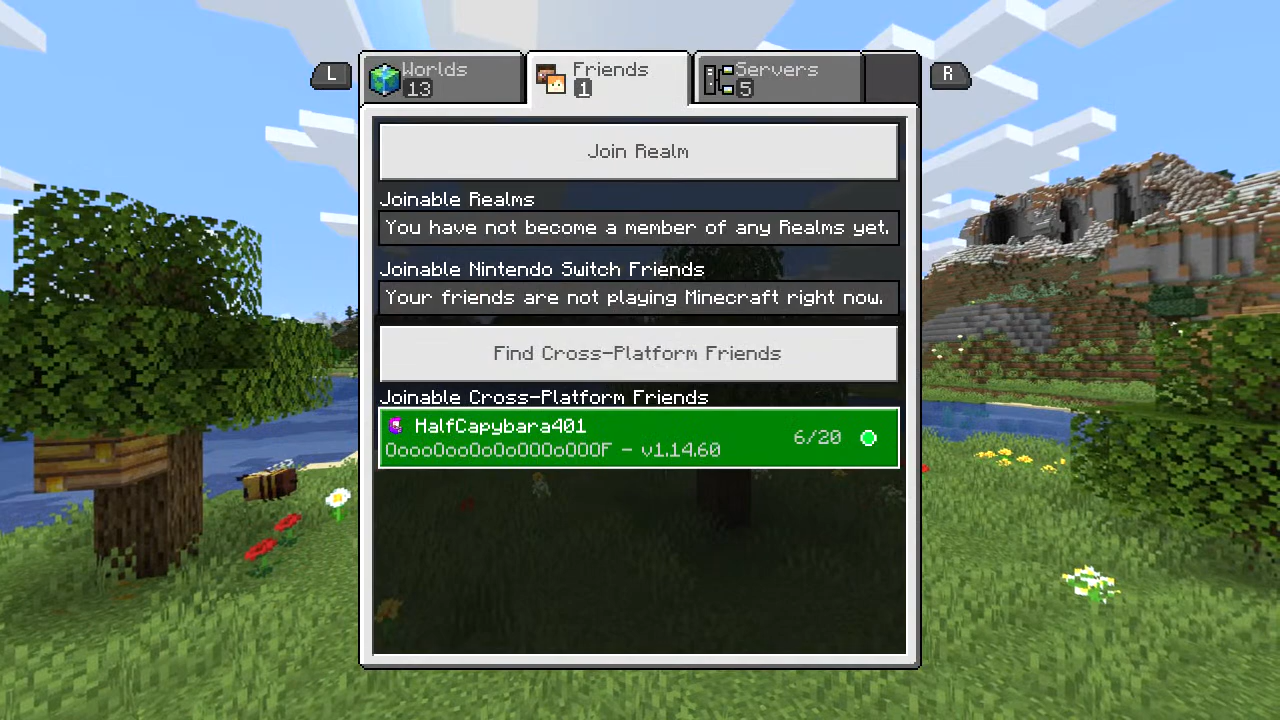 L
Worlds
13
Friends
1
Servers
5
R
Join Realm
Joinable Realms
You have not become a member of any Realms yet.
Joinable Nintendo Switch Friends
Your friends are not playing Minecraft right now.
Find Cross-Platform Friends
Joinable Cross-Platform Friends
HalfCapybara401
6/20
OoooOooOoOoOOOoOOOF - v1.14.60